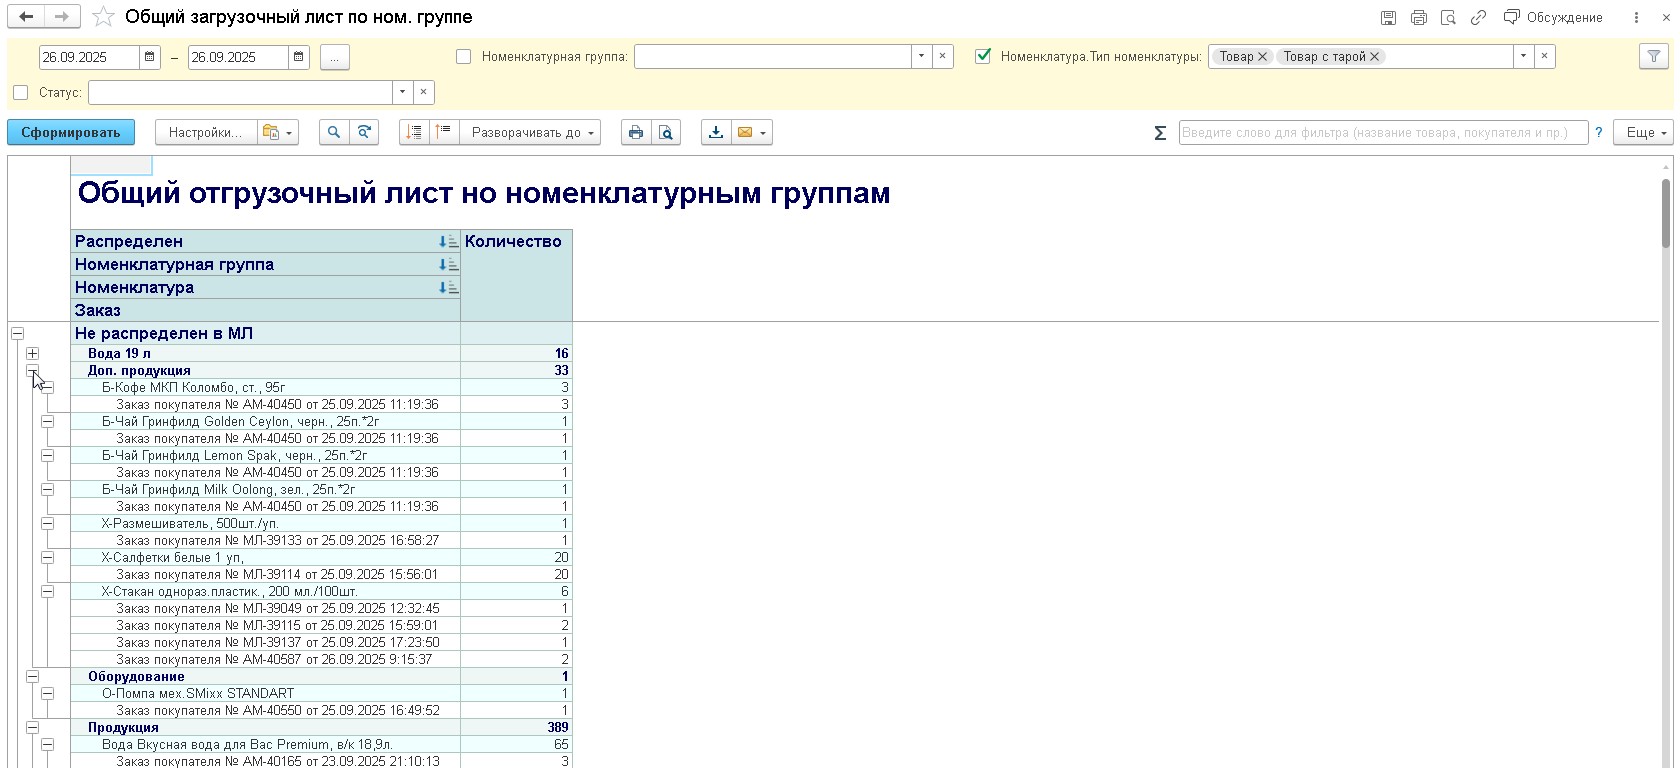 Общий загрузочный лист по ном. группе
Обсуждение
26.09.2025 – 26.09.2025 ... Номенклатурная группа: Номенклатура.Тип номенклатуры: Товар Товар с тарой
Статус:
Сформировать Настройки... Разворачивать до Σ Введите слово для фильтра (название товара, покупателя и пр.) ? Еще
Общий отгрузочный лист но номенклатурным группам
Распределен Количество
Номенклатурная группа
Номенклатура
Заказ
Не распределен в МЛ
Вода 19 л 16
Доп. продукция 33
Б-Кофе МКП Коломбо, ст., 95г 3
Заказ покупателя № АМ-40450 от 25.09.2025 11:19:36 3
Б-Чай Гринфилд Golden Ceylon, черн., 25п.*2г 1
Заказ покупателя № АМ-40450 от 25.09.2025 11:19:36 1
Б-Чай Гринфилд Lemon Spak, черн., 25п.*2г 1
Заказ покупателя № АМ-40450 от 25.09.2025 11:19:36 1
Б-Чай Гринфилд Milk Oolong, зел., 25п.*2г 1
Заказ покупателя № АМ-40450 от 25.09.2025 11:19:36 1
Х-Размешиватель, 500шт./уп. 1
Заказ покупателя № МЛ-39133 от 25.09.2025 16:58:27 1
Х-Салфетки белые 1 уп, 20
Заказ покупателя № МЛ-39114 от 25.09.2025 15:56:01 20
Х-Стакан однораз.пластик., 200 мл./100шт. 6
Заказ покупателя № МЛ-39049 от 25.09.2025 12:32:45 1
Заказ покупателя № МЛ-39115 от 25.09.2025 15:59:01 2
Заказ покупателя № МЛ-39137 от 25.09.2025 17:23:50 1
Заказ покупателя № АМ-40587 от 26.09.2025 9:15:37 2
Оборудование 1
О-Помпа мех.SMixx STANDART 1
Заказ покупателя № АМ-40550 от 25.09.2025 16:49:52 1
Продукция 389
Вода Вкусная вода для Вас Premium, в/к 18,9л. 65
Заказ покупателя № АМ-40165 от 23.09.2025 21:10:13 3